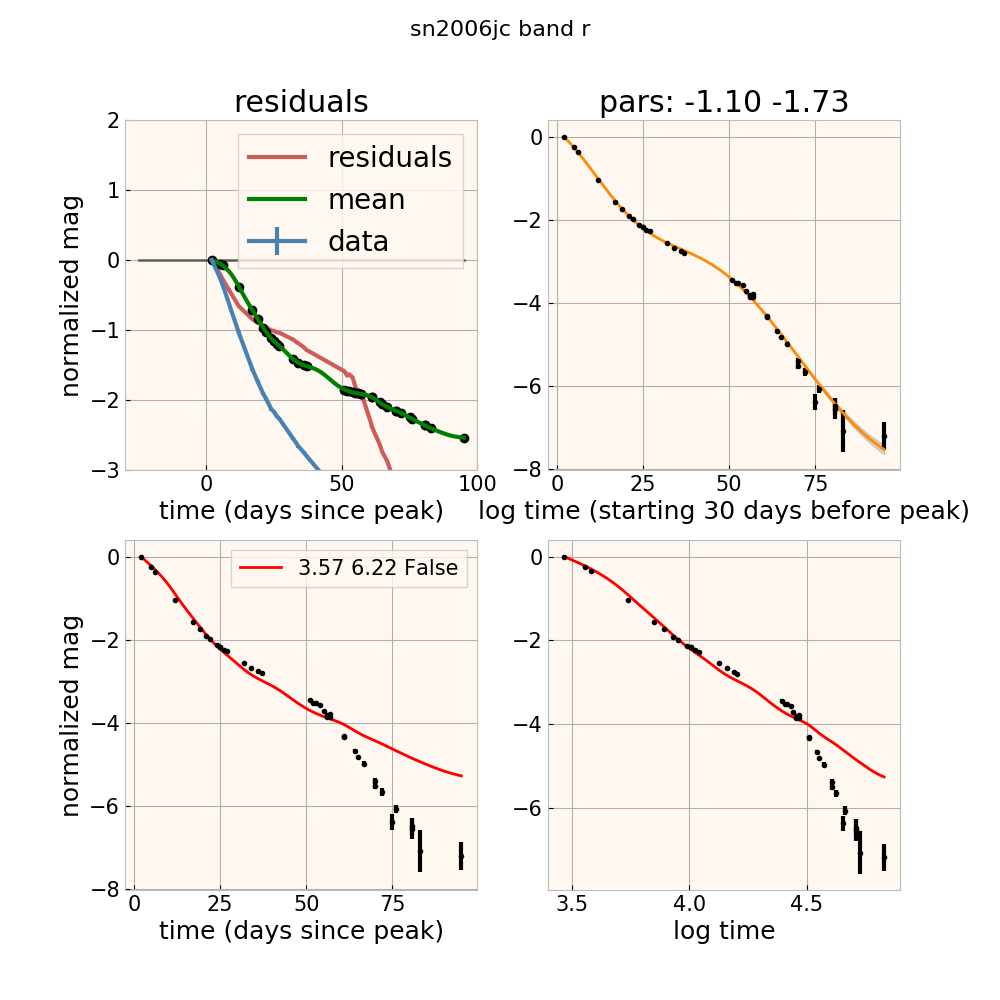 sn2006jc band r
residuals
pars: -1.10 -1.73
2
1
0
−1
−2
−3
normalized mag
residuals
mean
data
0
50
100
time (days since peak)
0
−2
−4
−6
−8
0
25
50
75
log time (starting 30 days before peak)
0
−2
−4
−6
−8
normalized mag
3.57 6.22 False
0
25
50
75
time (days since peak)
0
−2
−4
−6
3.5
4.0
4.5
log time